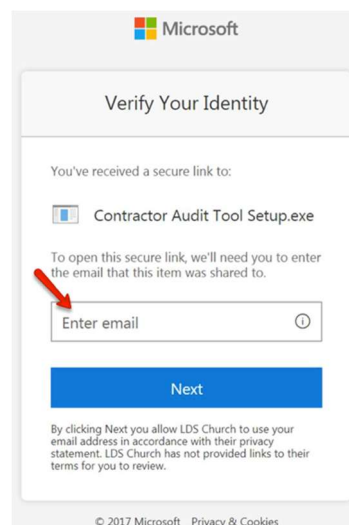 Microsoft
Verify Your Identity
You've received a secure link to:
Contractor Audit Tool Setup.exe
To open this secure link, we'll need you to enter
the email that this item was shared to.
Enter email
Next
By clicking Next you allow LDS Church to use your
email address in accordance with their privacy
statement. LDS Church has not provided links to their
terms for you to review.
© 2017 Microsoft Privacy & Cookies